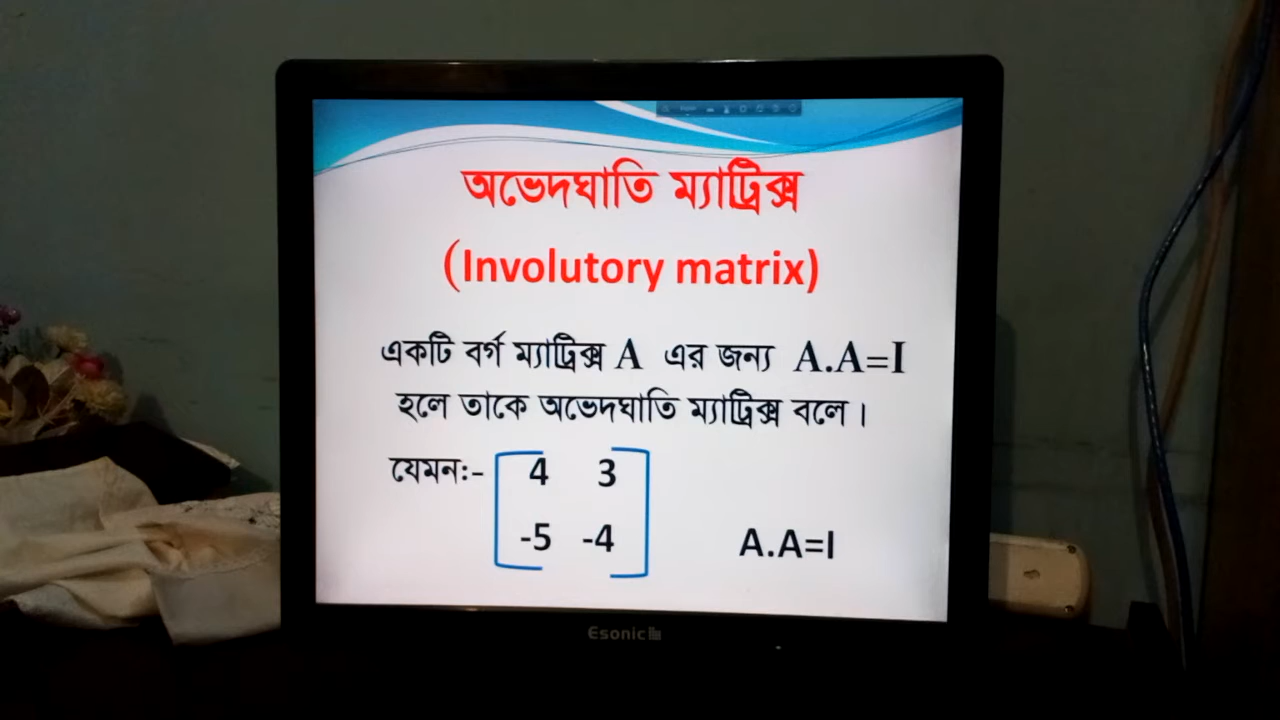 অভেদঘাতি ম্যাট্রিক্স
(Involutory matrix)
একটি বর্গ ম্যাট্রিক্স A এর জন্য A.A=I
হলে তাকে অভেদঘাতি ম্যাট্রিক্স বলে।
যেমনঃ- 4 3
-5 -4 A.A=I
Esonic